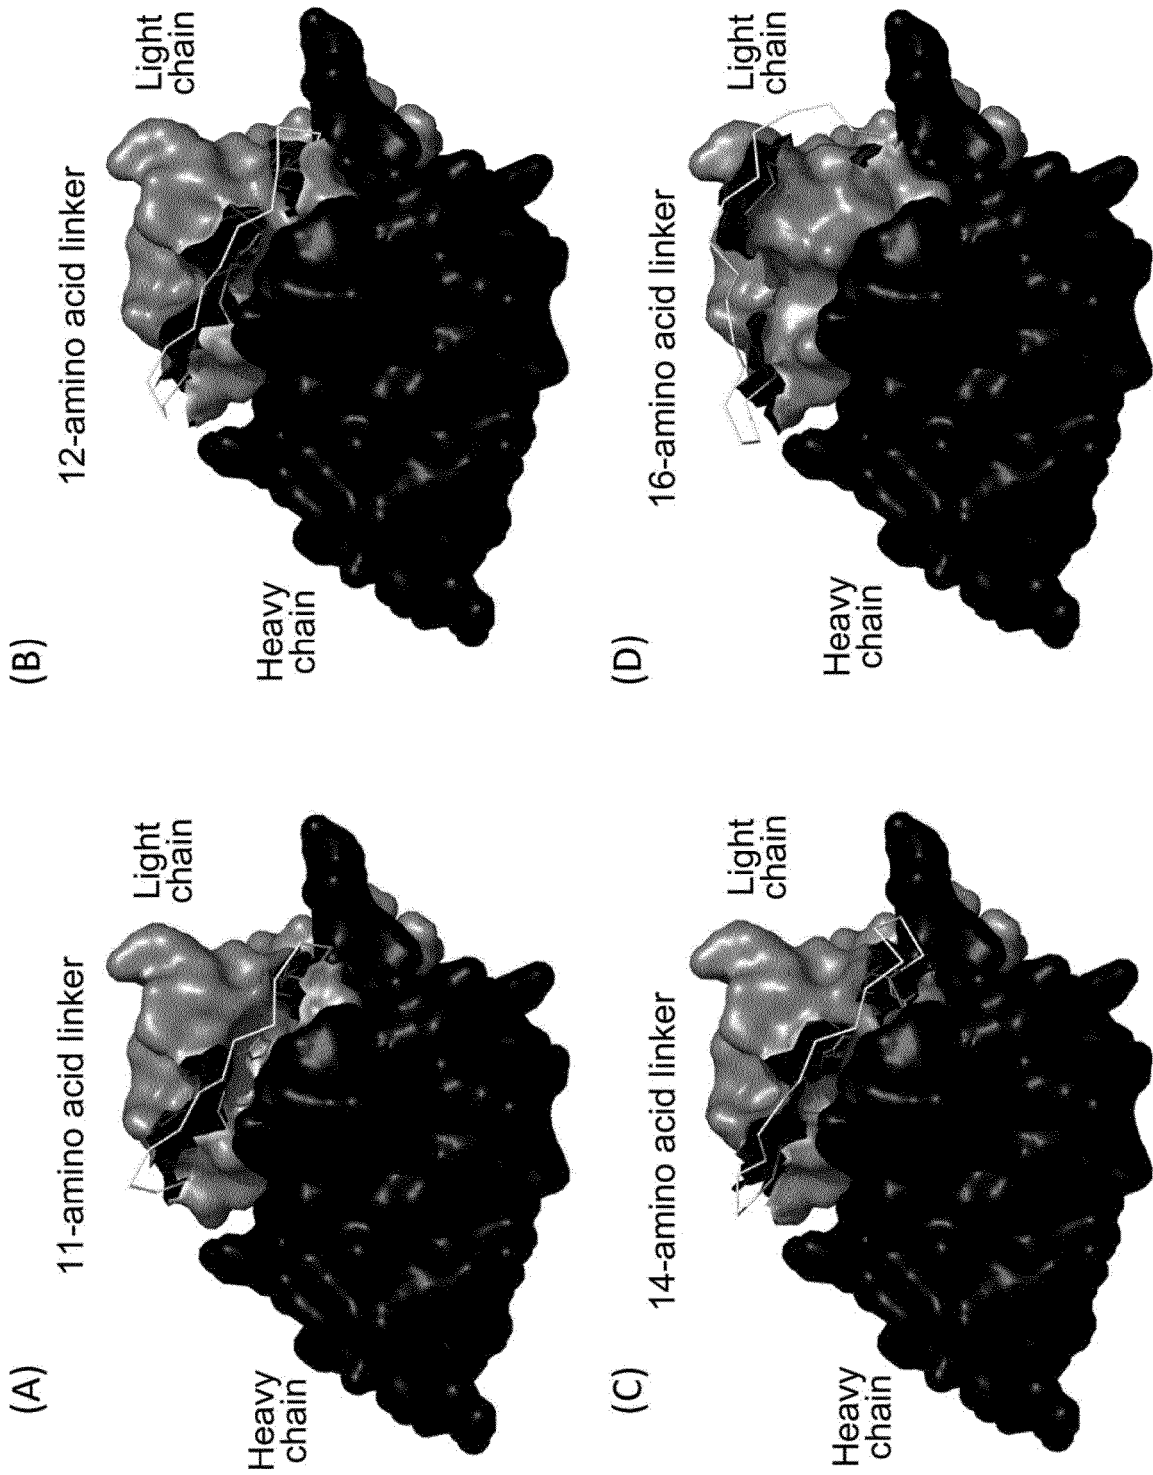 (A)
11-amino acid linker
Light
chain
Heavy
chain
(B)
12-amino acid linker
Light
chain
Heavy
chain
(C)
14-amino acid linker
Light
chain
Heavy
chain
(D)
16-amino acid linker
Light
chain
Heavy
chain